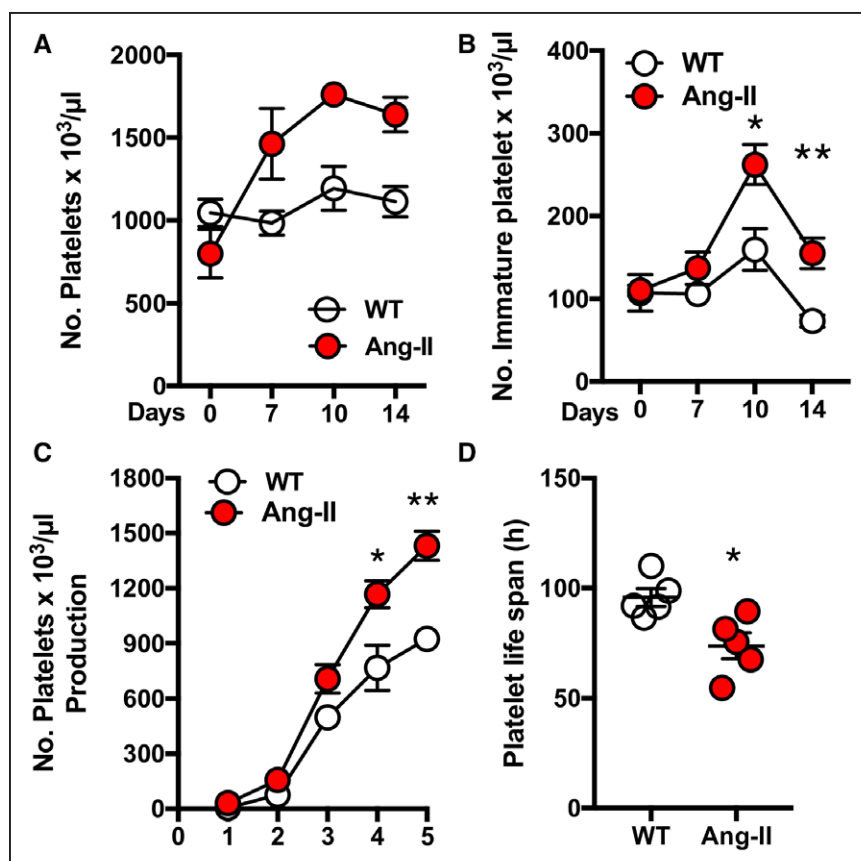 A
No. Platelets x 10³/µl
2000
1500
1000
500
0
WT
Ang-II
Days 0 7 10 14
B
No. Immature platelet x 10³/µl
400
300
200
100
0
WT
Ang-II
*
**
Days 0 7 10 14
C
No. Platelets x 10³/µl
Production
1800
1500
1200
900
600
300
0
WT
Ang-II
*
**
0 1 2 3 4 5
D
Platelet life span (h)
150
100
50
0
*
WT Ang-II